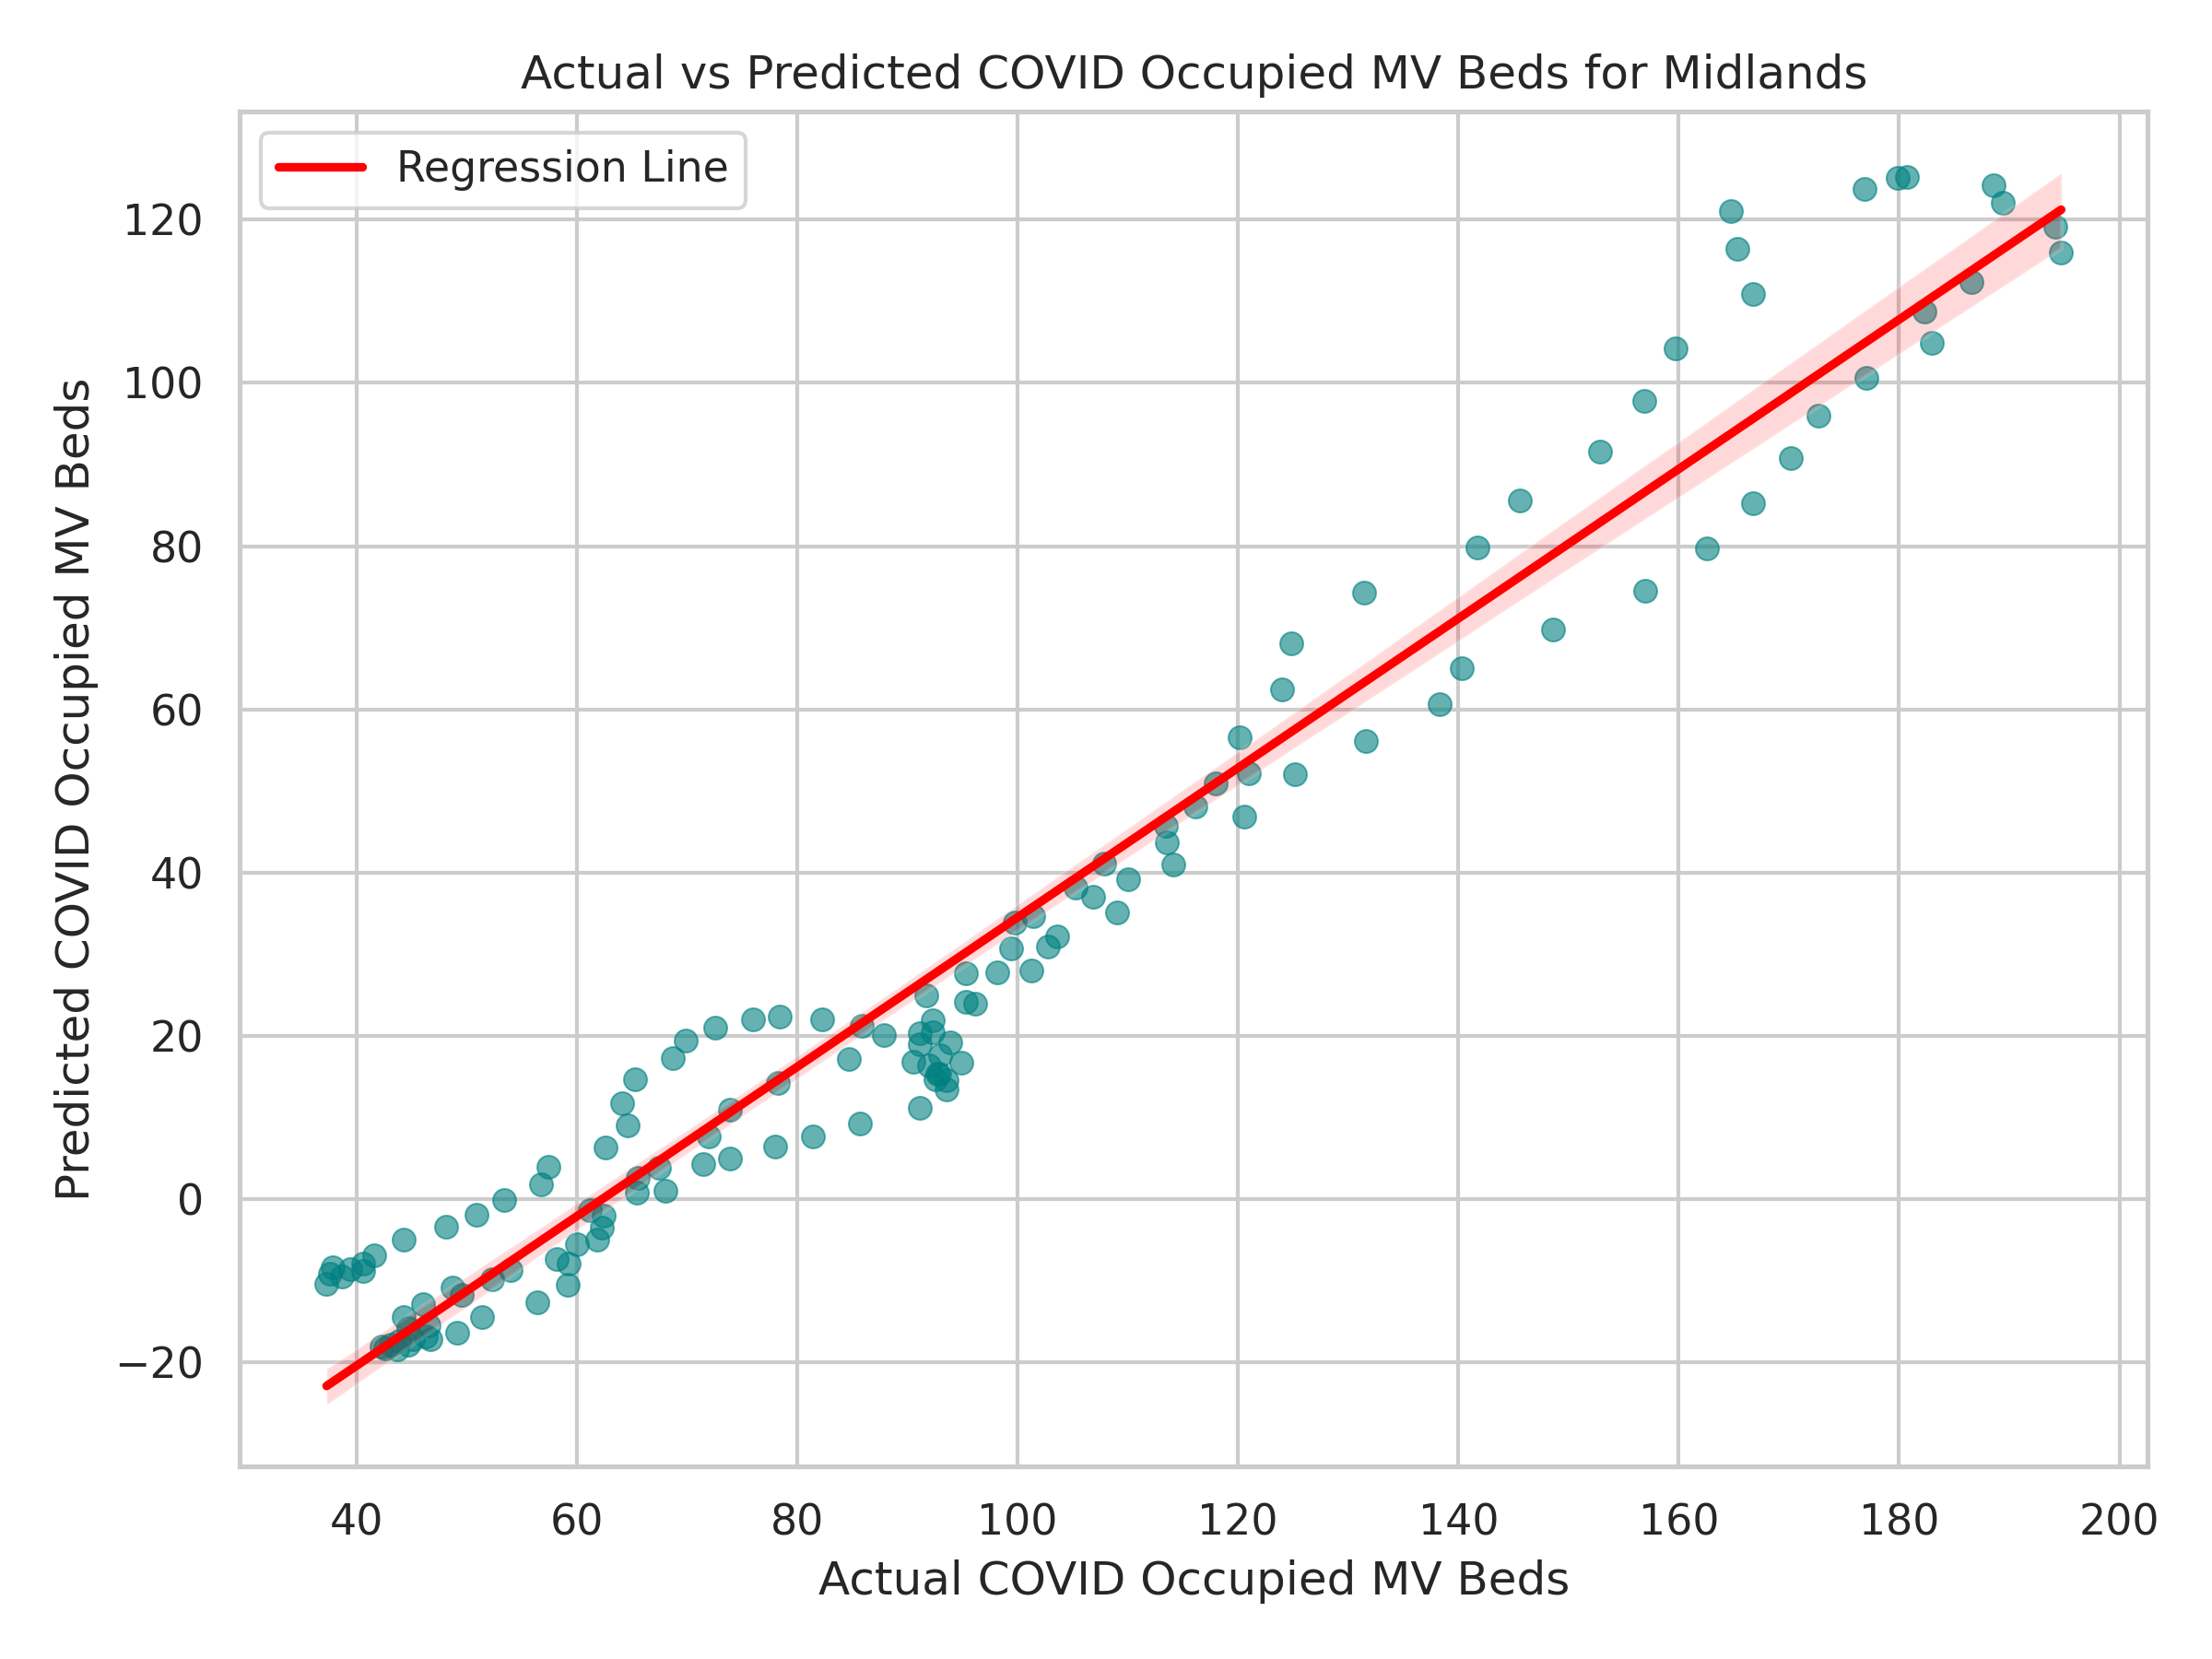 Actual vs Predicted COVID Occupied MV Beds for Midlands
Regression Line
Predicted COVID Occupied MV Beds
120
100
80
60
40
20
0
−20
40 60 80 100 120 140 160 180 200
Actual COVID Occupied MV Beds